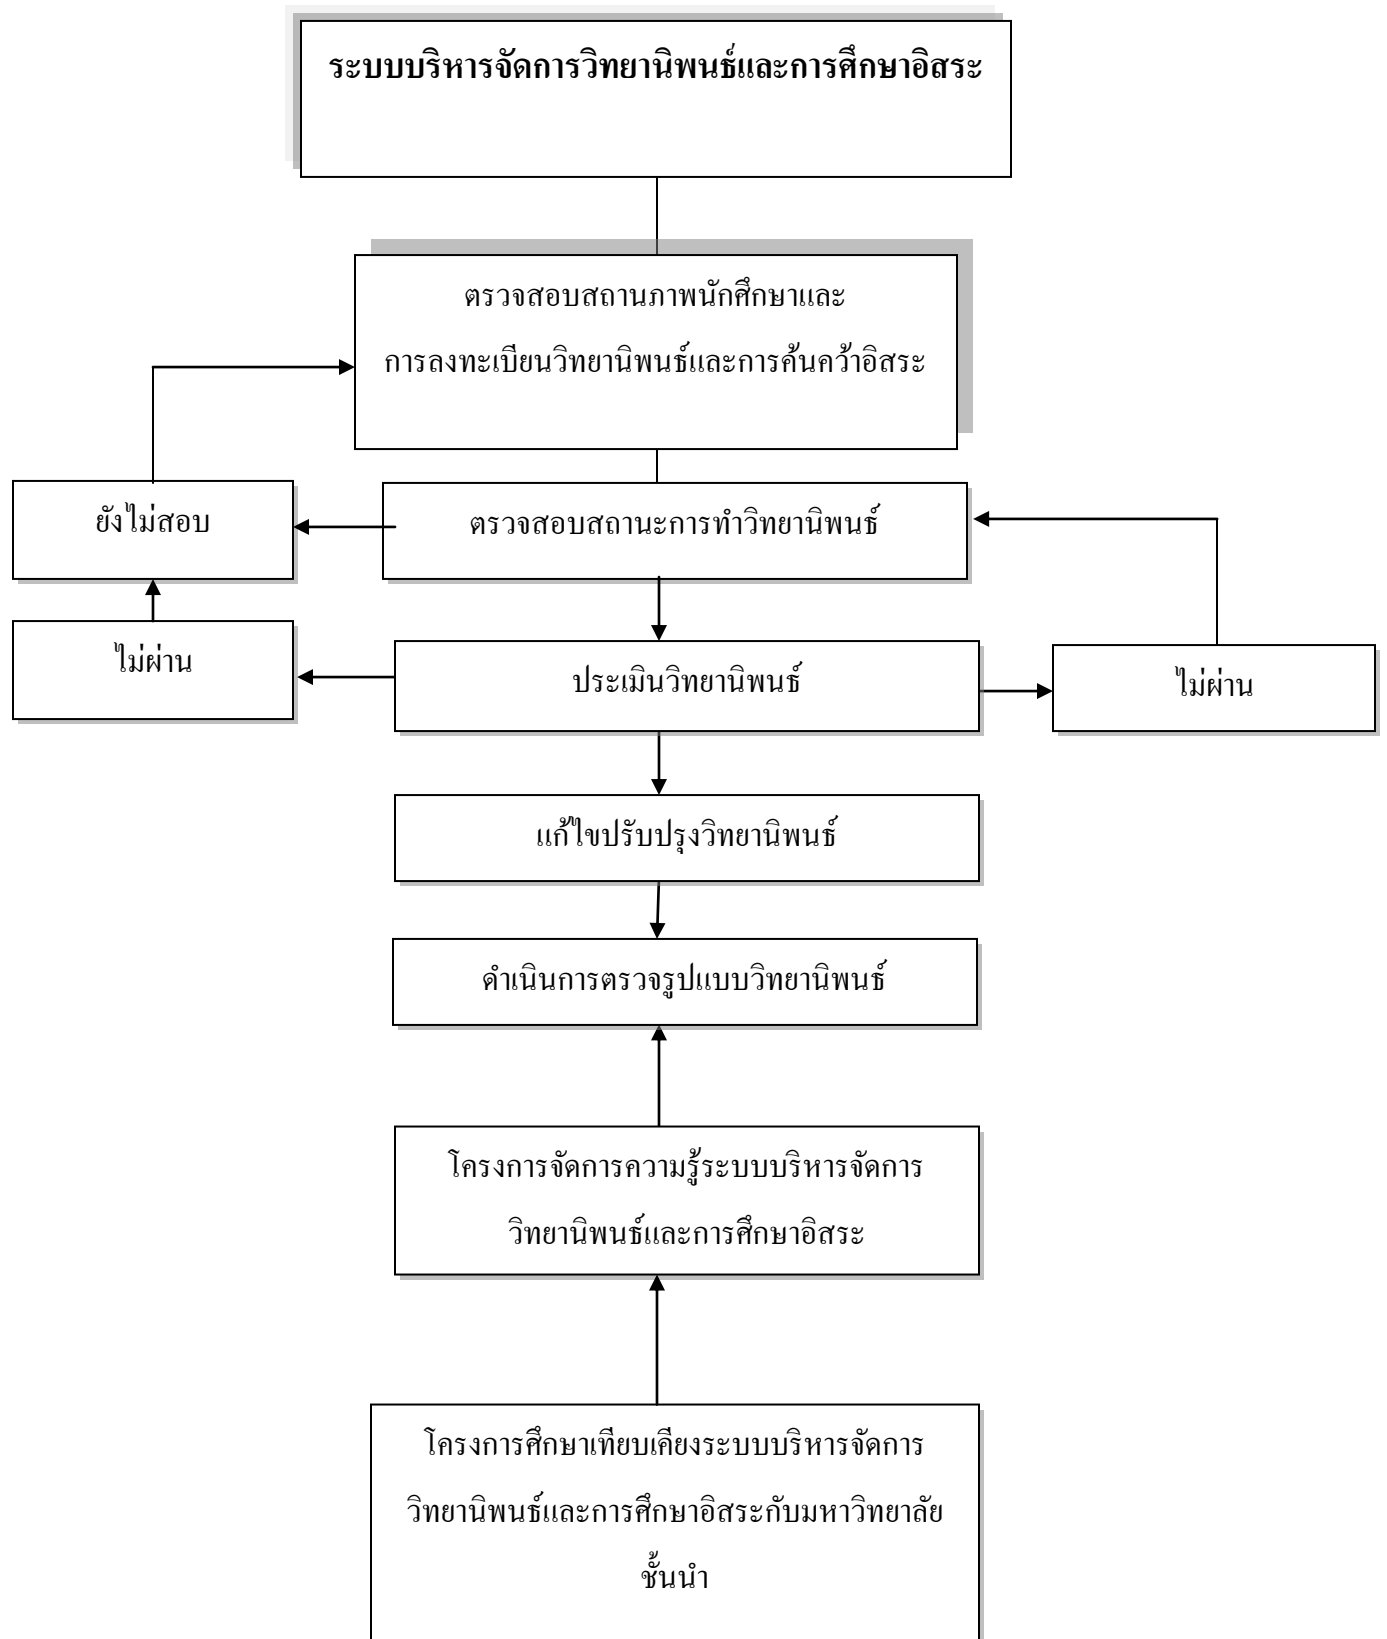 ระบบบริหารจัดการวิทยานิพนธ์และการศึกษาอิสระ
ตรวจสอบสถานภาพนักศึกษาและ
การลงทะเบียนวิทยานิพนธ์และการค้นคว้าอิสระ
ยังไม่สอบ
ตรวจสอบสถานะการทำวิทยานิพนธ์
ไม่ผ่าน
ประเมินวิทยานิพนธ์
ไม่ผ่าน
แก้ไขปรับปรุงวิทยานิพนธ์
ดำเนินการตรวจรูปแบบวิทยานิพนธ์
โครงการจัดการความรู้ระบบบริหารจัดการ
วิทยานิพนธ์และการศึกษาอิสระ
โครงการศึกษาเทียบเคียงระบบบริหารจัดการ
วิทยานิพนธ์และการศึกษาอิสระกับมหาวิทยาลัย
ชั้นนำ